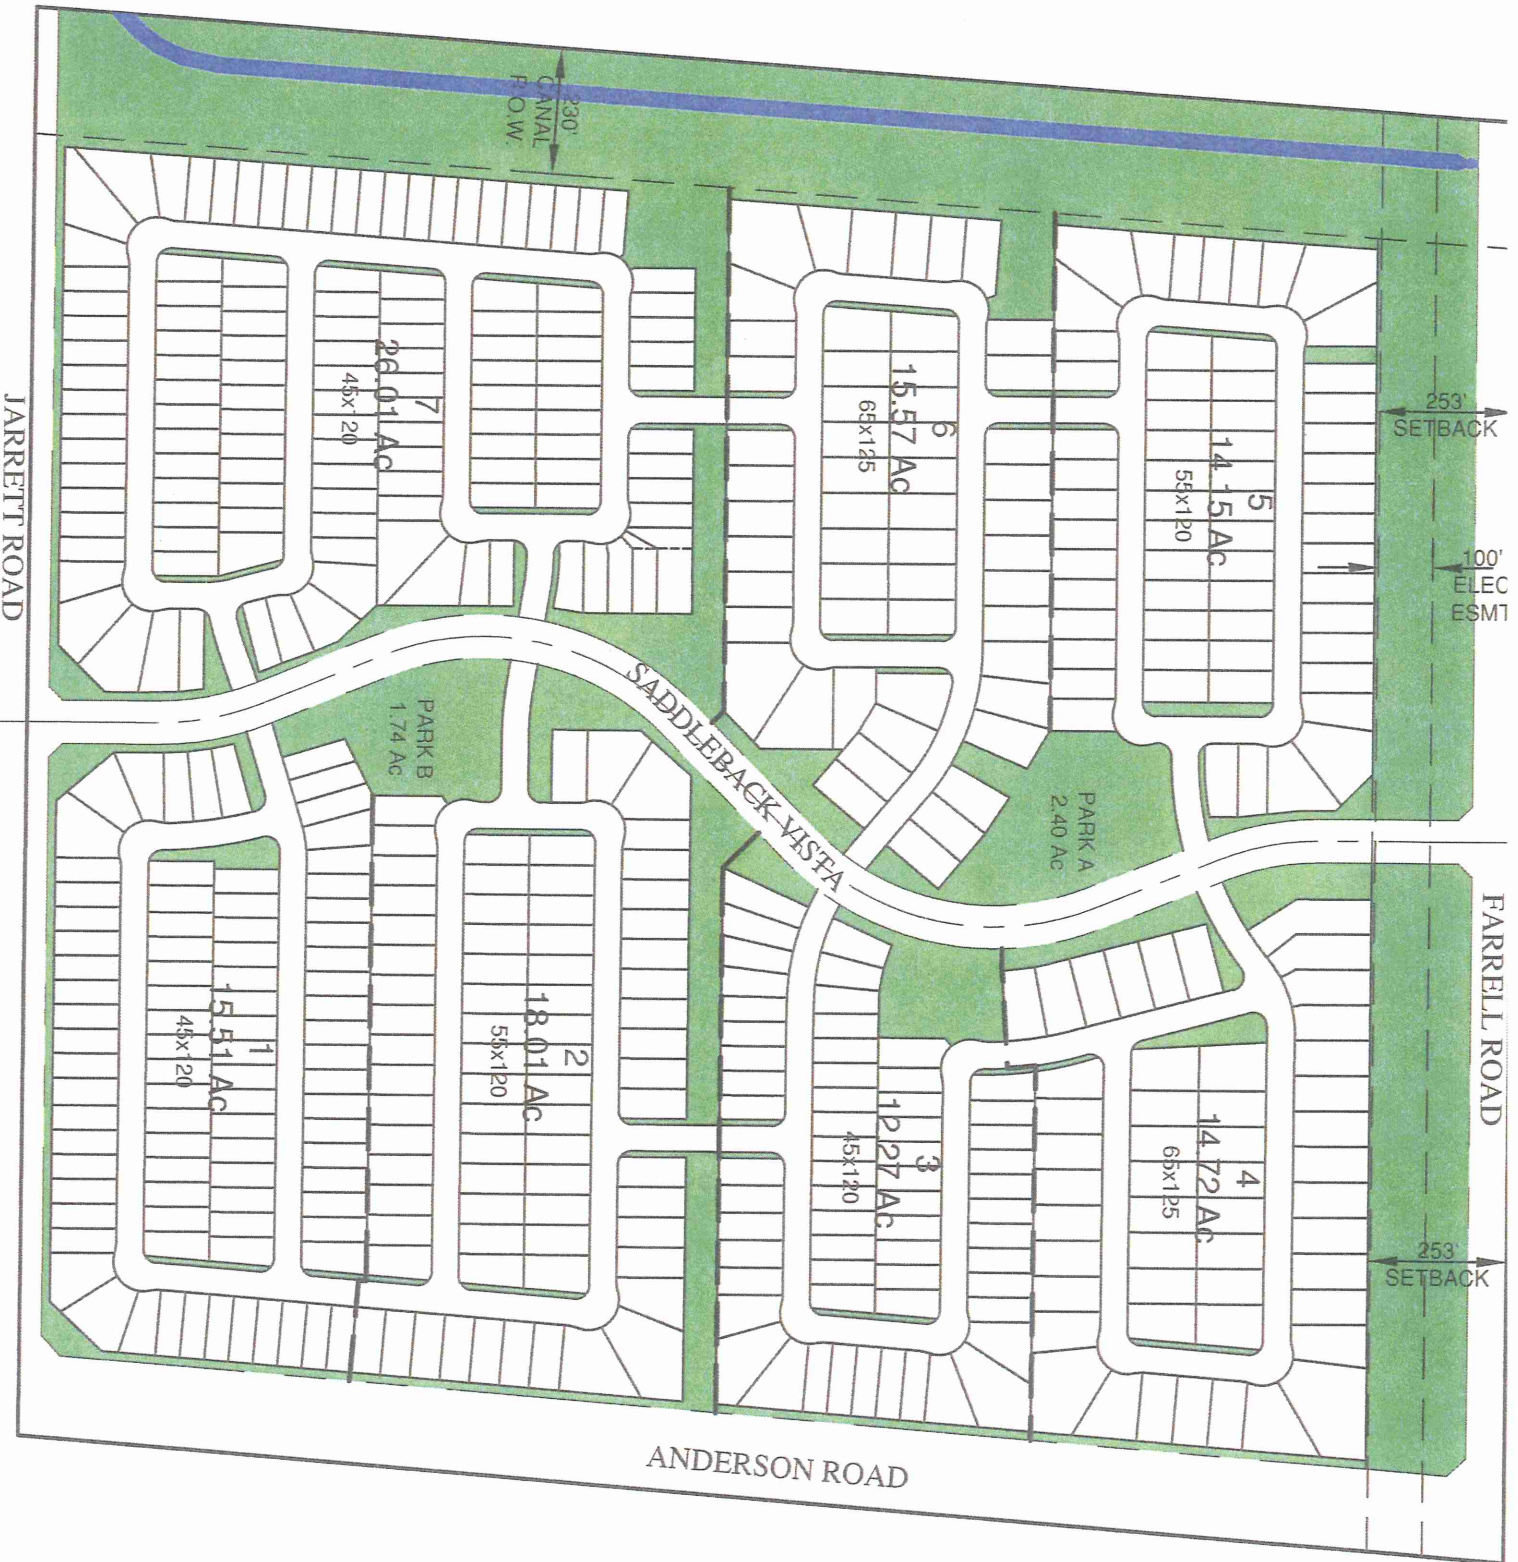 230'
CANAL
R.O.W.
253'
SETBACK
100'
ELEC
ESMT
7
26.01 Ac
45x120
6
15.57 Ac
65x125
5
14.15 Ac
55x120
JARRETT ROAD
SADDLEBACK VISTA
PARK B
1.74 Ac
PARK A
2.40 Ac
FARRELL ROAD
1
15.51 Ac
45x120
2
18.01 Ac
55x120
3
12.27 Ac
45x120
4
14.72 Ac
65x125
253'
SETBACK
ANDERSON ROAD